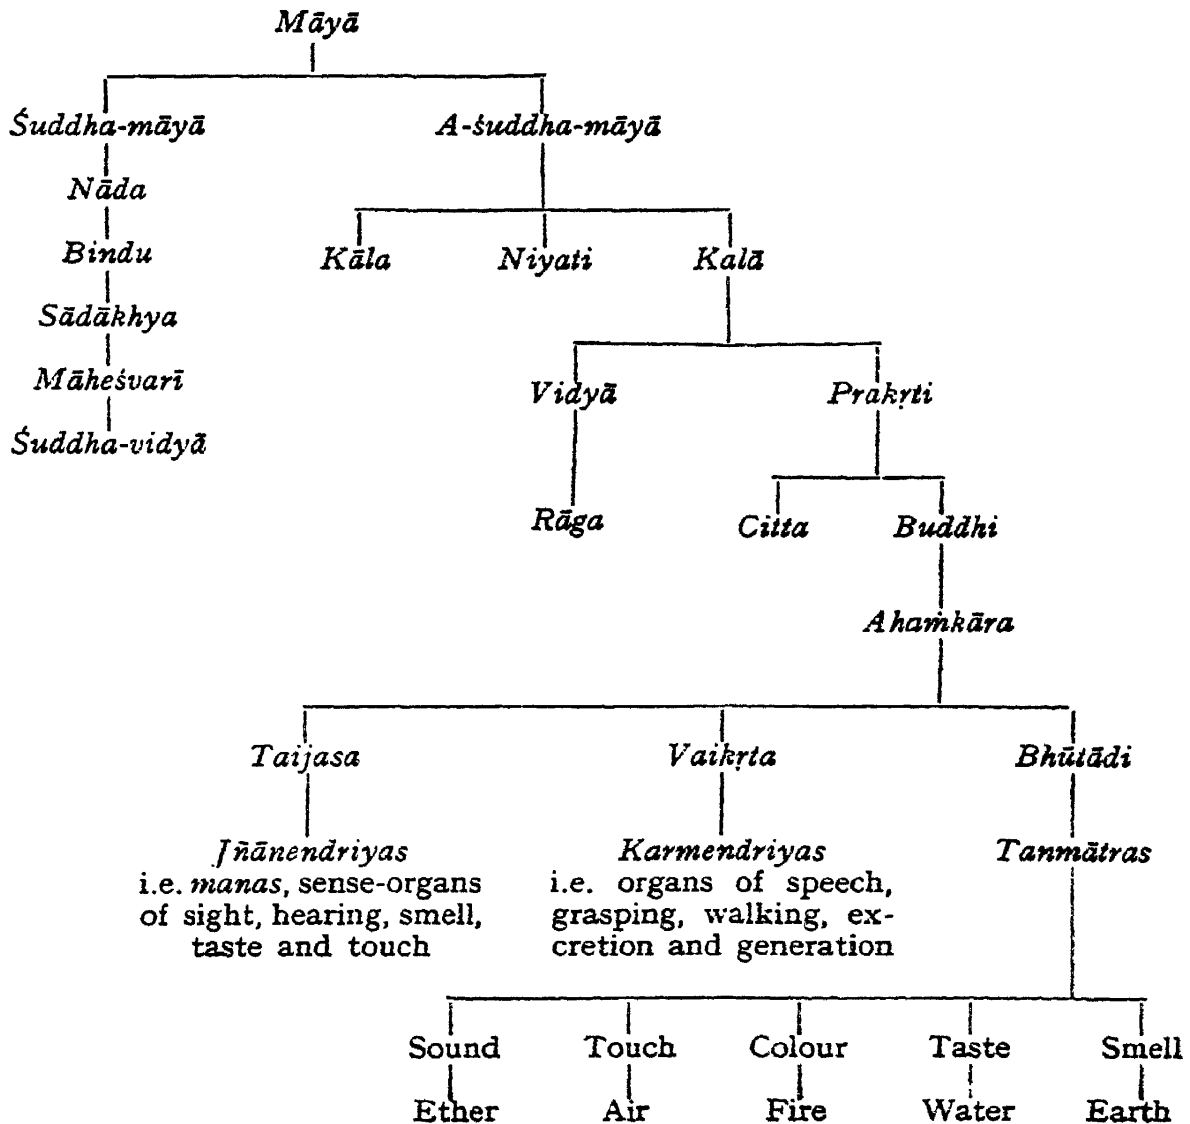 Māyā
Śuddha-māyā A-śuddha-māyā
Nāda
Bindu Kāla Niyati Kalā
Sādākhya
Māheśvarī Vidyā Prakṛti
Śuddha-vidyā
Rāga Citta Buddhi
Ahaṁkāra
Taijasa Vaikṛta Bhūtādi
Jñānendriyas
i.e. manas, sense-organs
of sight, hearing, smell,
taste and touch
Karmendriyas
i.e. organs of speech,
grasping, walking, ex-
cretion and generation
Tanmātras
Sound Touch Colour Taste Smell
Ether Air Fire Water Earth